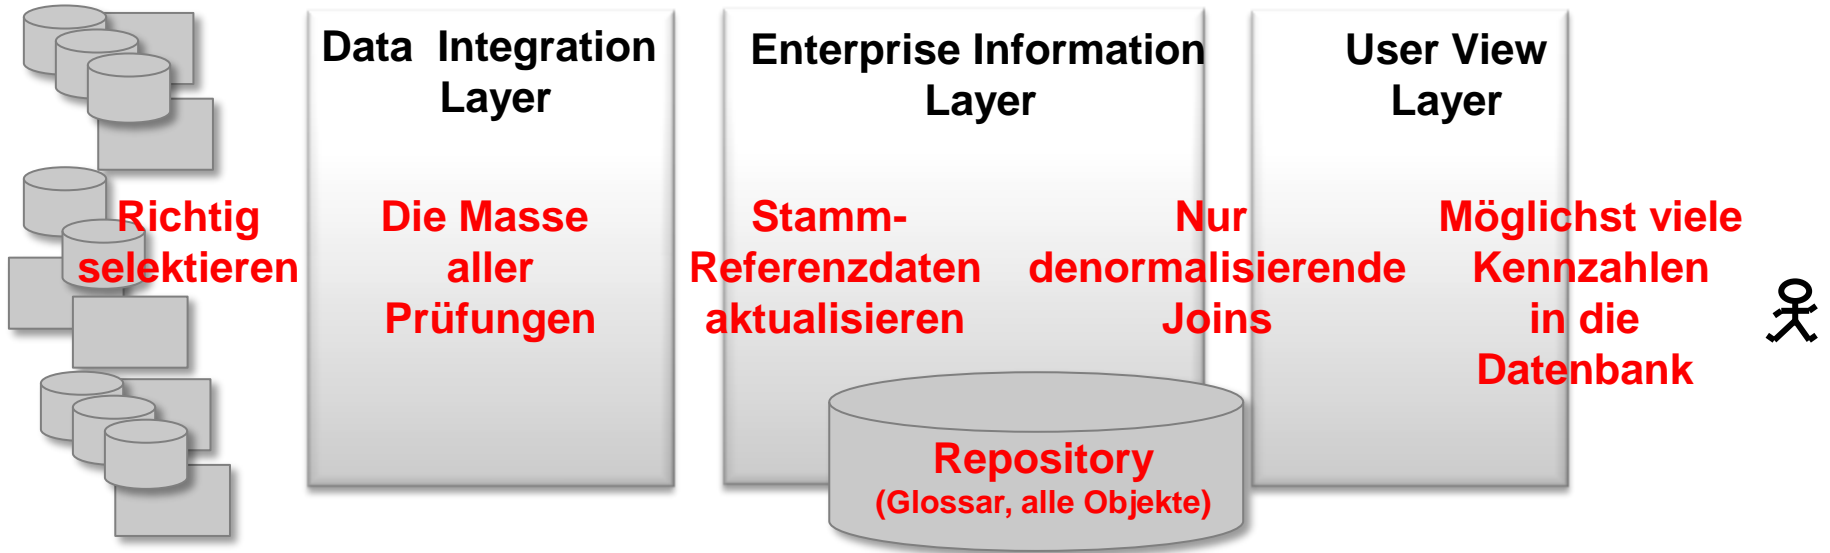 Data Integration
Layer
Enterprise Information
Layer
User View
Layer
Richtig
selektieren
Die Masse
aller
Prüfungen
Stamm-
Referenzdaten
aktualisieren
Nur
denormalisierende
Joins
Möglichst viele
Kennzahlen
in die
Datenbank
Repository
(Glossar, alle Objekte)